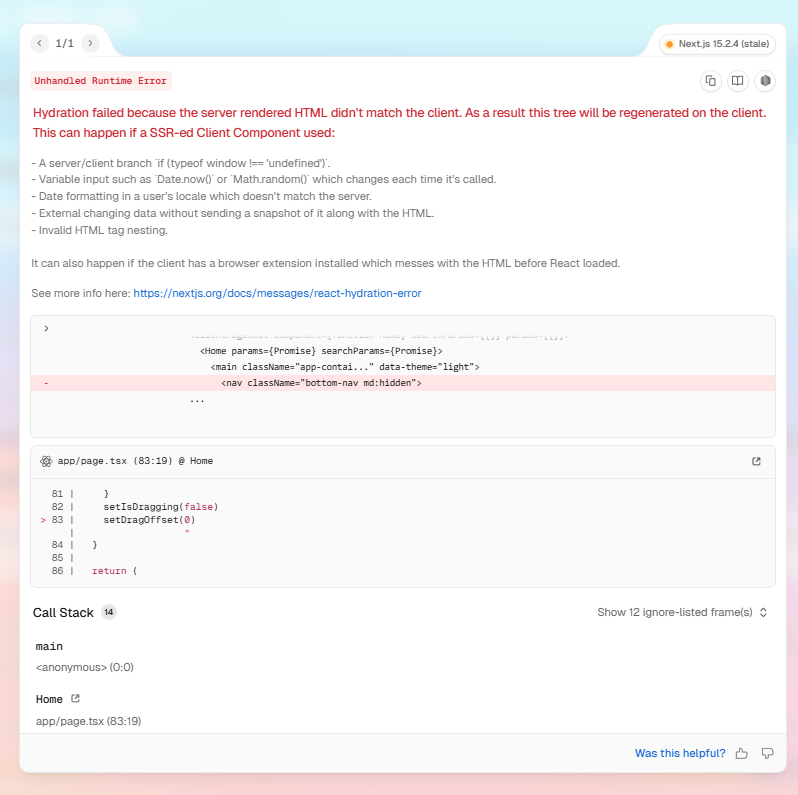 1/1
Next.js 15.2.4 (stale)
Unhandled Runtime Error
Hydration failed because the server rendered HTML didn't match the client. As a result this tree will be regenerated on the client.
This can happen if a SSR-ed Client Component used:
- A server/client branch `if (typeof window !== 'undefined')`.
- Variable input such as `Date.now()` or `Math.random()` which changes each time it's called.
- Date formatting in a user's locale which doesn't match the server.
- External changing data without sending a snapshot of it along with the HTML.
- Invalid HTML tag nesting.
It can also happen if the client has a browser extension installed which messes with the HTML before React loaded.
See more info here: https://nextjs.org/docs/messages/react-hydration-error
<Home params={Promise} searchParams={Promise}>
<main className="app-contai..." data-theme="light">
- <nav className="bottom-nav md:hidden">
...
app/page.tsx (83:19) @ Home
81 | }
82 | setIsDragging(false)
> 83 | setDragOffset(0)
| ^
84 | }
85 |
86 | return (
Call Stack 14
Show 12 ignore-listed frame(s)
main
<anonymous> (0:0)
Home
app/page.tsx (83:19)
Was this helpful?